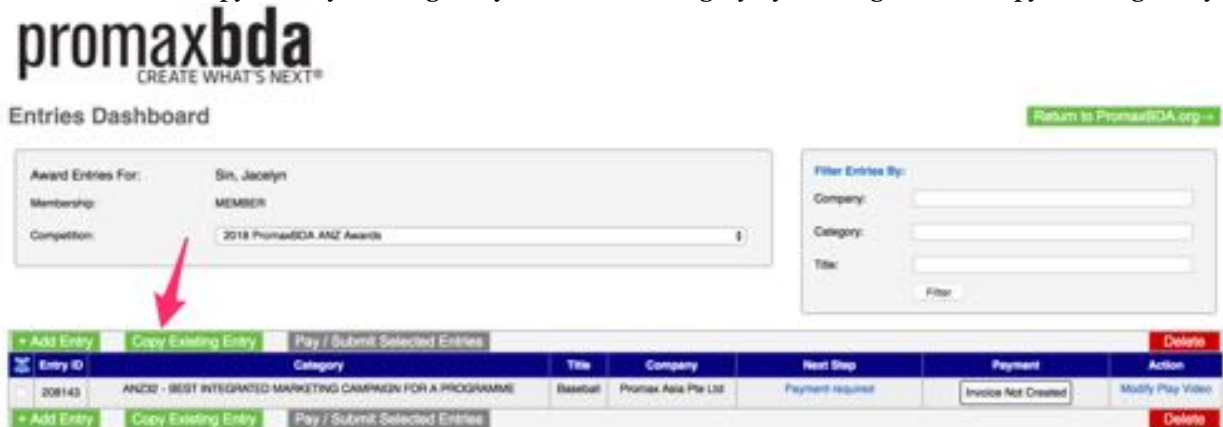 promaxbda
CREATE WHAT'S NEXT®
Entries Dashboard
Return to PromaxBDA.org→
Award Entries For: Sin, Jacelyn
Membership: MEMBER
Competition: 2018 PromaxBDA ANZ Awards
Filter Entries By:
Company:
Category:
Title:
Filter
+ Add Entry Copy Existing Entry Pay / Submit Selected Entries Delete
Entry ID Category Title Company Next Step Payment Action
208143 ANZ32 - BEST INTEGRATED MARKETING CAMPAIGN FOR A PROGRAMME Baseball Promax Asia Pte Ltd Payment required Invoice Not Created Modify Play Video
+ Add Entry Copy Existing Entry Pay / Submit Selected Entries Delete